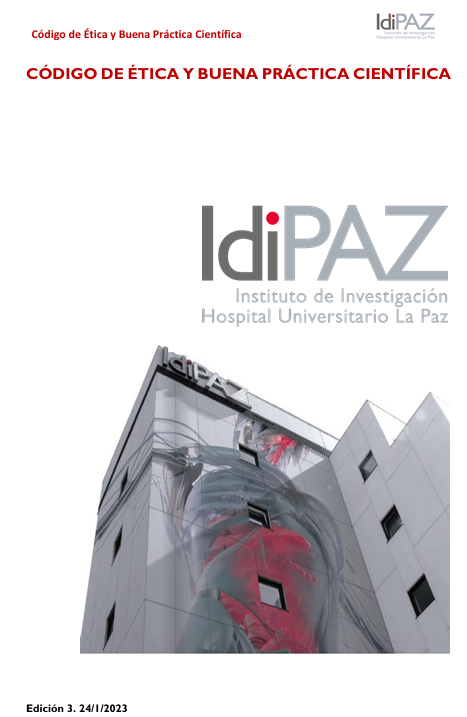 Código de Ética y Buena Práctica Científica
IdiPAZ
Instituto de Investigación
Hospital Universitario La Paz
CÓDIGO DE ÉTICA Y BUENA PRÁCTICA CIENTÍFICA
IdiPAZ
Instituto de Investigación
Hospital Universitario La Paz
IdiPAZ
Edición 3. 24/1/2023